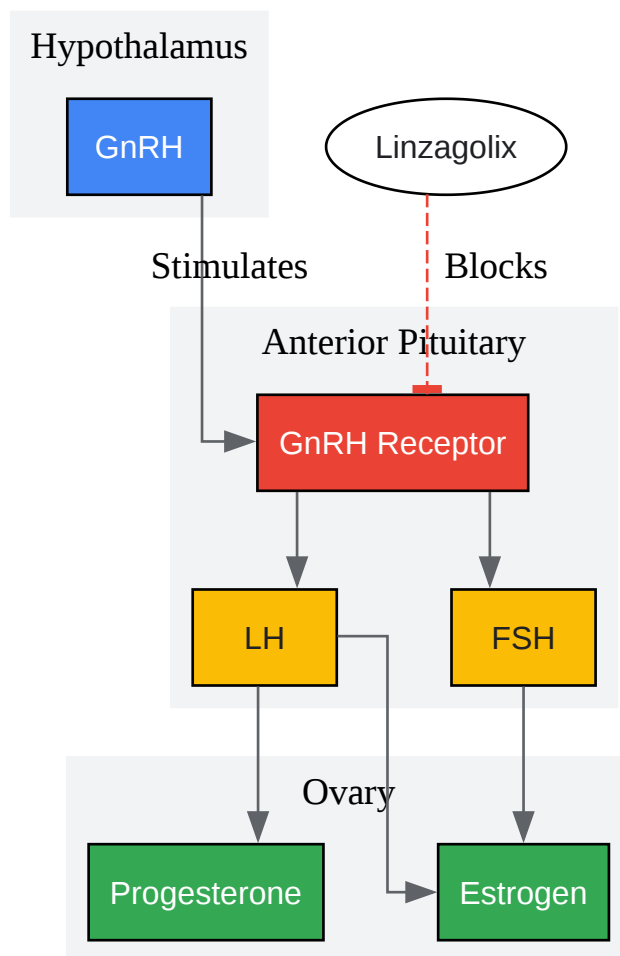 Hypothalamus
GnRH
Linzagolix
Stimulates
Blocks
Anterior Pituitary
GnRH Receptor
LH
FSH
Ovary
Progesterone
Estrogen